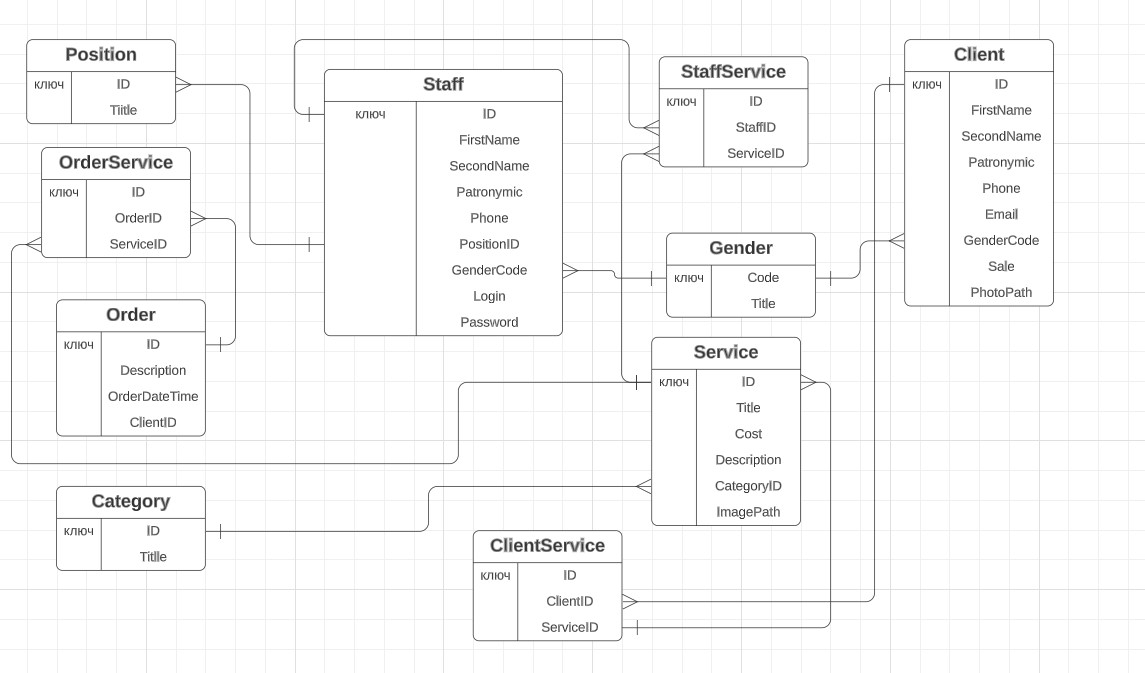 Position
ключ ID
Tiitle
OrderService
ключ ID
OrderID
ServiceID
Order
ключ ID
Description
OrderDateTime
ClientID
Category
ключ ID
Titlle
Staff
ключ ID
FirstName
SecondName
Patronymic
Phone
PositionID
GenderCode
Login
Password
StaffService
ключ ID
StaffID
ServiceID
Gender
ключ Code
Title
Service
ключ ID
Title
Cost
Description
CategoryID
ImagePath
ClientService
ключ ID
ClientID
ServiceID
Client
ключ ID
FirstName
SecondName
Patronymic
Phone
Email
GenderCode
Sale
PhotoPath